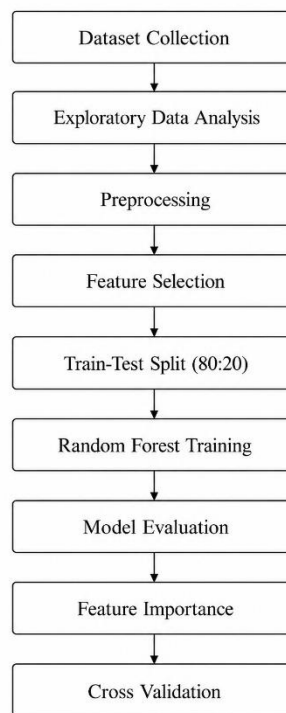 Dataset Collection
Exploratory Data Analysis
Preprocessing
Feature Selection
Train-Test Split (80:20)
Random Forest Training
Model Evaluation
Feature Importance
Cross Validation